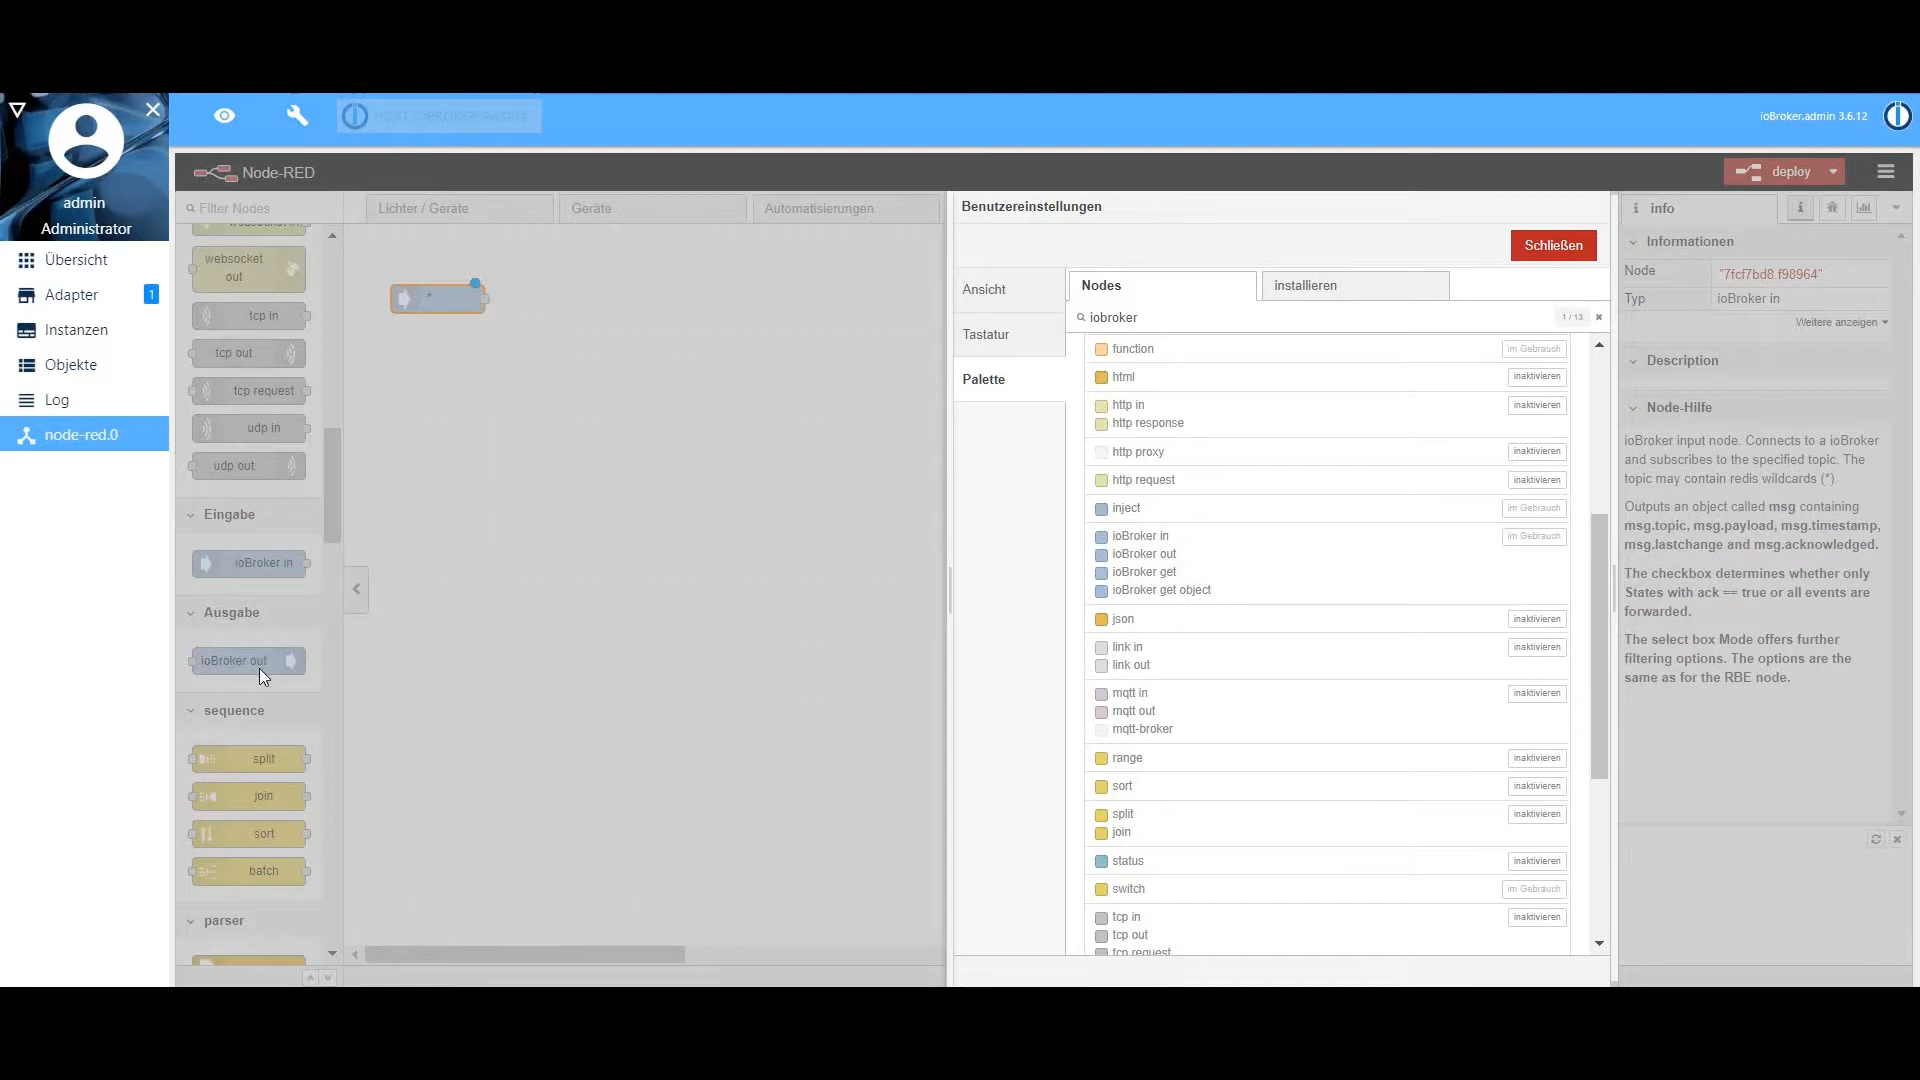 admin
Administrator
Übersicht
Adapter
1
Instanzen
Objekte
Log
node-red.0
ioBroker.admin 3.6.12
Node-RED
deploy
Filter Nodes
websocket
out
tcp in
tcp out
tcp request
udp in
udp out
Eingabe
ioBroker in
Ausgabe
ioBroker out
sequence
split
join
sort
batch
parser
Lichter / Geräte
Geräte
Automatisierungen
*
Benutzereinstellungen
Schließen
Ansicht
Tastatur
Palette
Nodes
installieren
iobroker
1 / 13
function
im Gebrauch
html
inaktivieren
http in
inaktivieren
http response
http proxy
inaktivieren
http request
inaktivieren
inject
im Gebrauch
ioBroker in
im Gebrauch
ioBroker out
ioBroker get
ioBroker get object
json
inaktivieren
link in
inaktivieren
link out
mqtt in
inaktivieren
mqtt out
mqtt-broker
range
inaktivieren
sort
inaktivieren
split
inaktivieren
join
status
inaktivieren
switch
im Gebrauch
tcp in
inaktivieren
tcp out
tcp request
info
Informationen
Node
"7fcf7bd8.f98964"
Typ
ioBroker in
Weitere anzeigen
Description
Node-Hilfe
ioBroker input node. Connects to a ioBroker
and subscribes to the specified topic. The
topic may contain redis wildcards (*).
Outputs an object called msg containing
msg.topic, msg.payload, msg.timestamp,
msg.lastchange and msg.acknowledged.
The checkbox determines whether only
States with ack == true or all events are
forwarded.
The select box Mode offers further
filtering options. The options are the
same as for the RBE node.